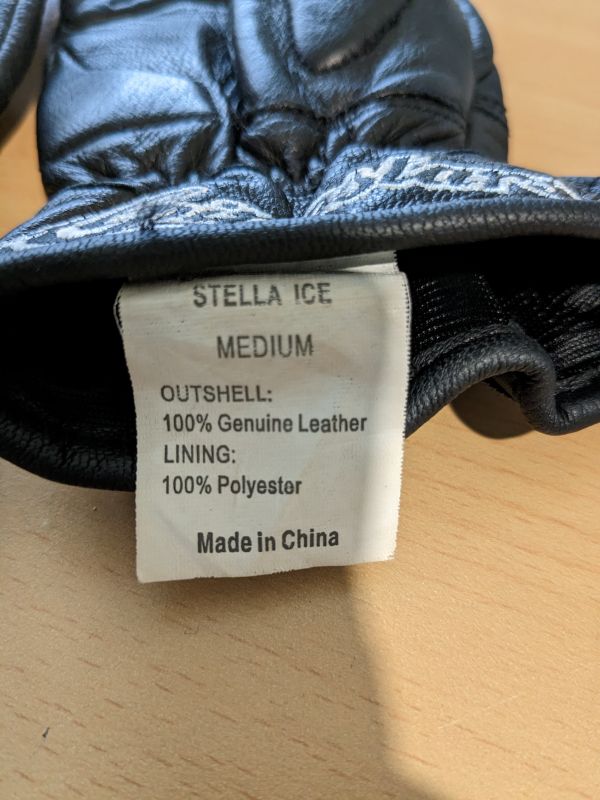 STELLA ICE
MEDIUM
OUTSHELL:
100% Genuine Leather
LINING:
100% Polyester
Made in China